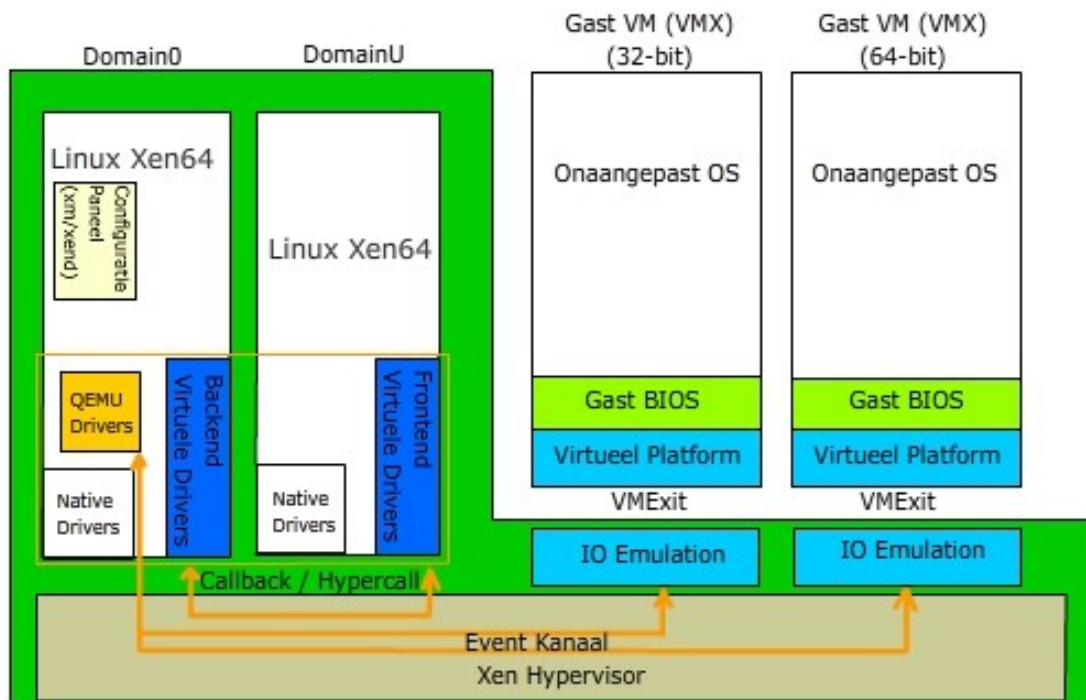 Domain0
DomainU
Gast VM (VMX)
(32-bit)
Gast VM (VMX)
(64-bit)
Linux Xen64
Configuratie
Paneel
(xm/xend)
Linux Xen64
Onaangepast OS
Onaangepast OS
QEMU
Drivers
Backend
Virtuele Drivers
Frontend
Virtuele Drivers
Gast BIOS
Gast BIOS
Virtueel Platform
Virtueel Platform
Native
Drivers
Native
Drivers
VMExit
VMExit
IO Emulation
IO Emulation
Callback / Hypercall
Event Kanaal
Xen Hypervisor